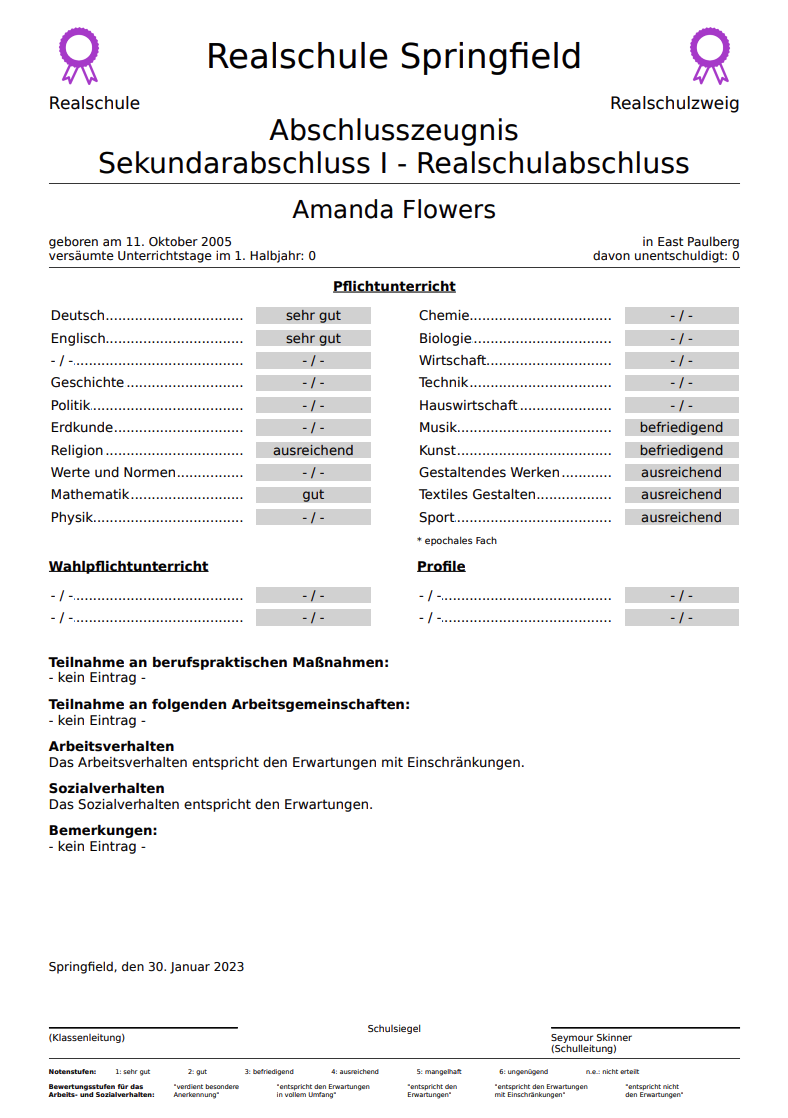 Realschule Springfield
Realschule
Realschulzweig
Abschlusszeugnis
Sekundarabschluss I - Realschulabschluss
Amanda Flowers
geboren am 11. Oktober 2005 in East Paulberg
versäumte Unterrichtstage im 1. Halbjahr: 0 davon unentschuldigt: 0
Pflichtunterricht
Deutsch................................. sehr gut Chemie................................. - / -
Englisch................................. sehr gut Biologie................................. - / -
- / -....................................... - / - Wirtschaft.............................. - / -
Geschichte............................ - / - Technik................................. - / -
Politik.................................... - / - Hauswirtschaft...................... - / -
Erdkunde............................... - / - Musik..................................... befriedigend
Religion................................. ausreichend Kunst..................................... befriedigend
Werte und Normen................ - / - Gestaltendes Werken............ ausreichend
Mathematik........................... gut Textiles Gestalten.................. ausreichend
Physik.................................... - / - Sport...................................... ausreichend
* epochales Fach
Wahlpflichtunterricht Profile
- / -....................................... - / - - / -....................................... - / -
- / -....................................... - / - - / -....................................... - / -
Teilnahme an berufspraktischen Maßnahmen:
- kein Eintrag -
Teilnahme an folgenden Arbeitsgemeinschaften:
- kein Eintrag -
Arbeitsverhalten
Das Arbeitsverhalten entspricht den Erwartungen mit Einschränkungen.
Sozialverhalten
Das Sozialverhalten entspricht den Erwartungen.
Bemerkungen:
- kein Eintrag -
Springfield, den 30. Januar 2023
Schulsiegel
(Klassenleitung) Seymour Skinner
(Schulleitung)
Notenstufen: 1: sehr gut 2: gut 3: befriedigend 4: ausreichend 5: mangelhaft 6: ungenügend n.e.: nicht erteilt
Bewertungsstufen für das "verdient besondere "entspricht den Erwartungen "entspricht den "entspricht den Erwartungen "entspricht nicht
Arbeits- und Sozialverhalten: Anerkennung" in vollem Umfang" Erwartungen" mit Einschränkungen" den Erwartungen"